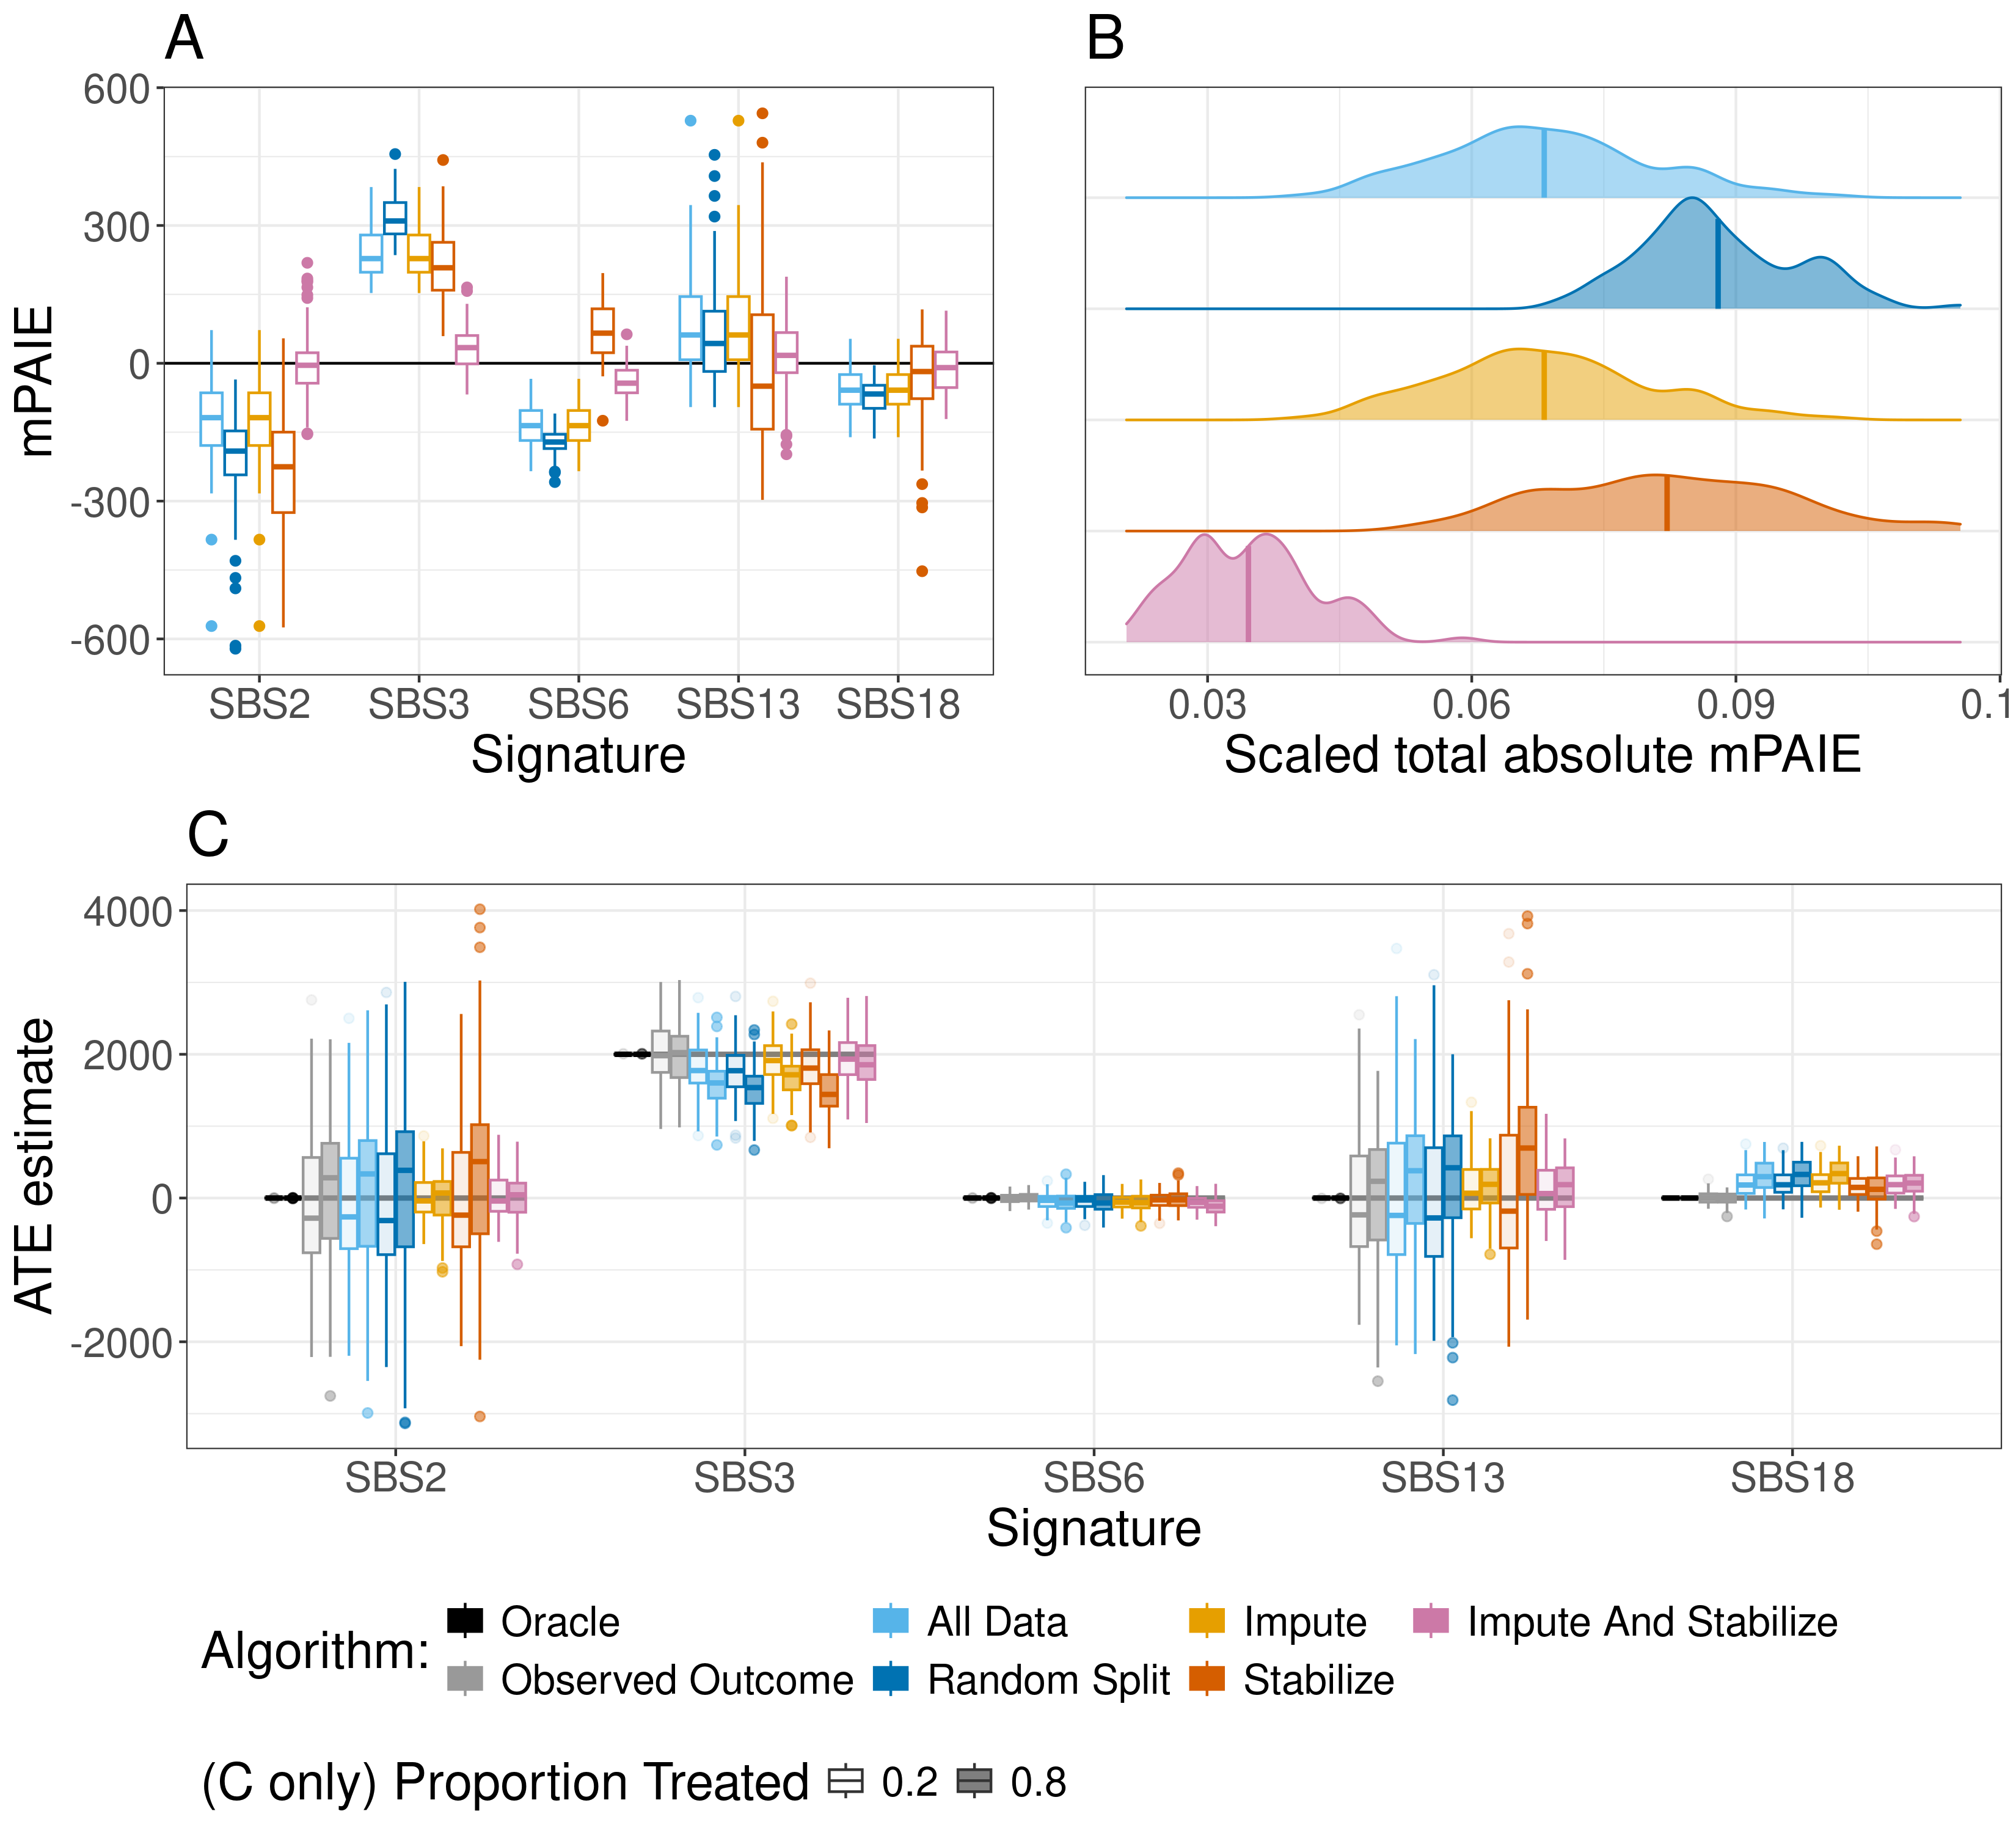 A
B
600
300
0
-300
-600
mPAIE
SBS2 SBS3 SBS6 SBS13 SBS18
Signature
0.03 0.06 0.09 0.1
Scaled total absolute mPAIE
C
4000
2000
0
-2000
ATE estimate
SBS2 SBS3 SBS6 SBS13 SBS18
Signature
Algorithm:
Oracle All Data Impute Impute And Stabilize
Observed Outcome Random Split Stabilize
(C only) Proportion Treated 0.2 0.8